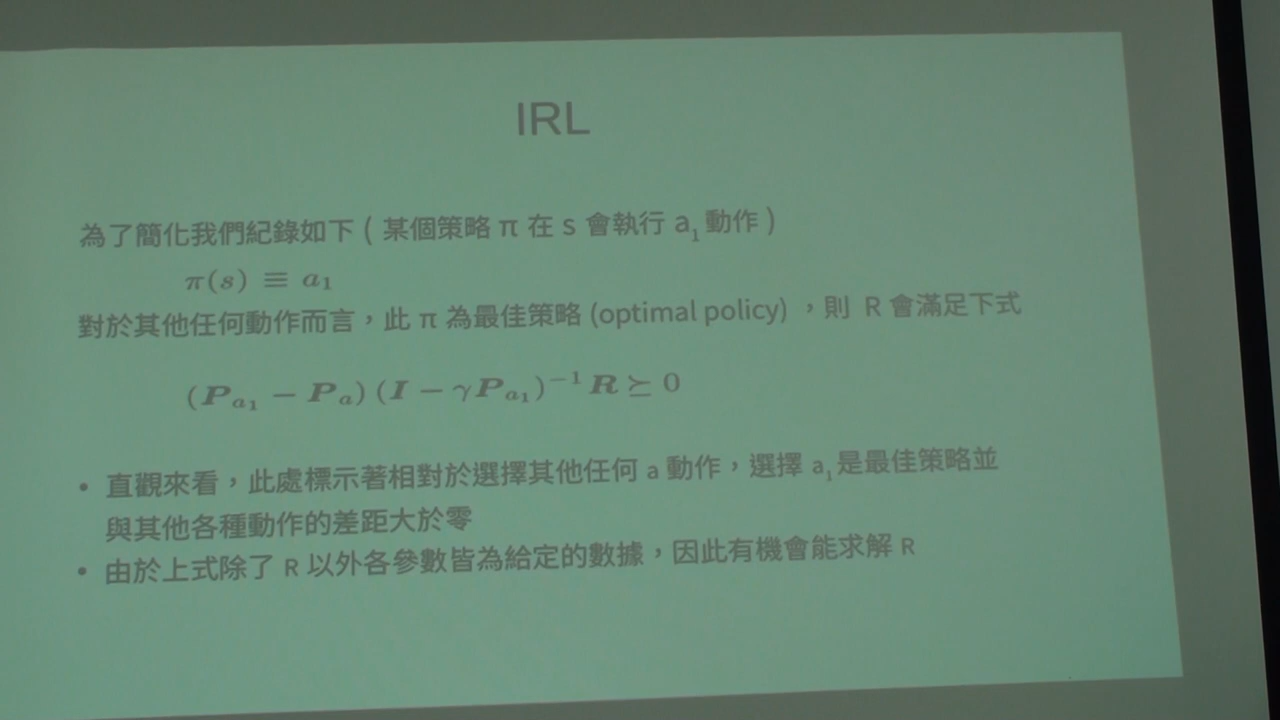 IRL
為了簡化我們紀錄如下 ( 某個策略 π 在 s 會執行 a₁ 動作 )
π(s) ≡ a₁
對於其他任何動作而言，此 π 為最佳策略 (optimal policy) ，則 R 會滿足下式
(P_{a₁} − P_a) (I − γP_{a₁})⁻¹ R ⪰ 0
• 直觀來看，此處標示著相對於選擇其他任何 a 動作，選擇 a₁是最佳策略並
與其他各種動作的差距大於零
• 由於上式除了 R 以外各參數皆為給定的數據，因此有機會能求解 R